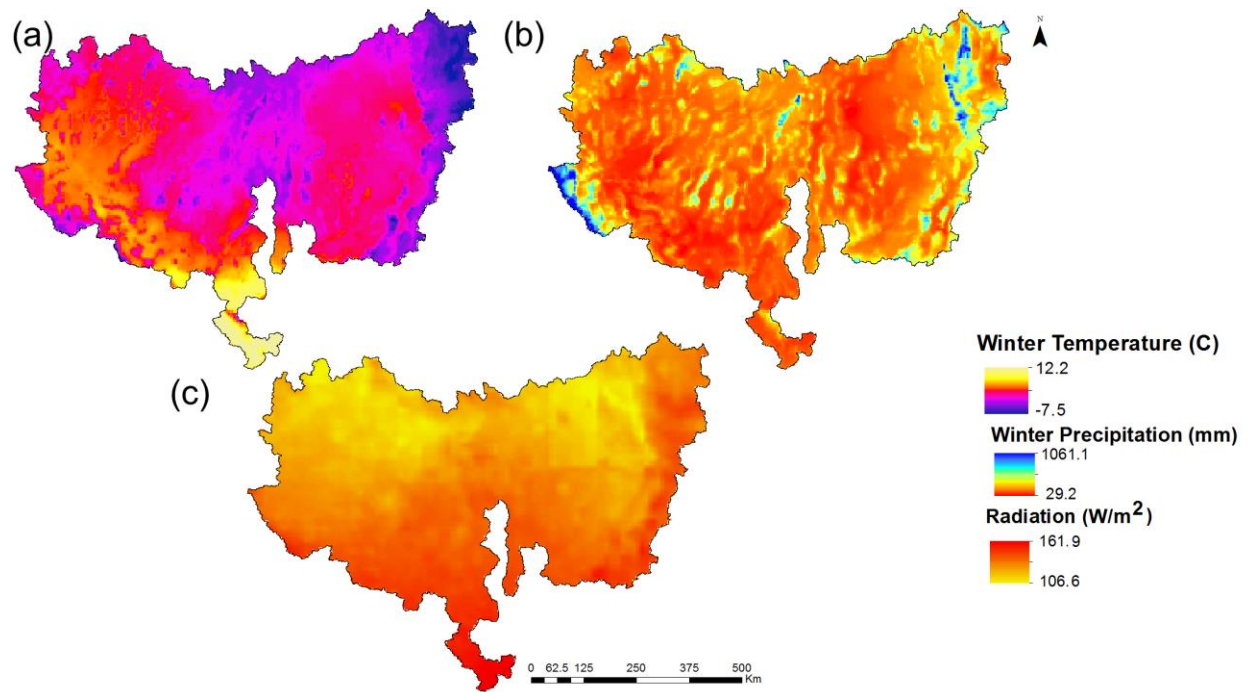 (a)
(b)
N
(c)
Winter Temperature (C)
12.2
-7.5
Winter Precipitation (mm)
1061.1
29.2
Radiation (W/m²)
161.9
106.6
0 62.5 125 250 375 500
Km